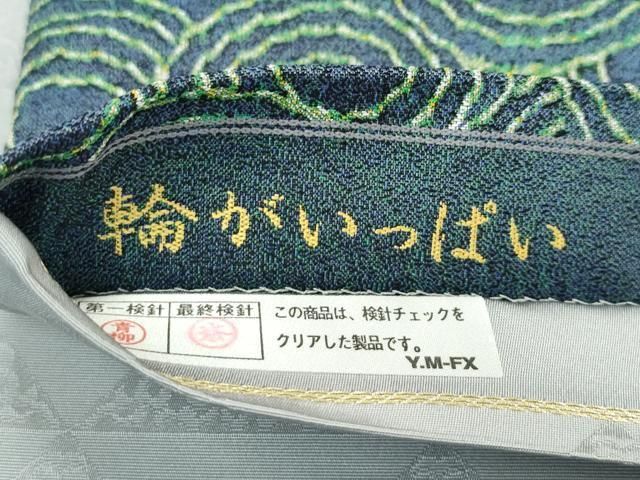 輪がいっぱい
第一検針 最終検針
この商品は、検針チェックを
クリアした製品です。
Y.M-FX